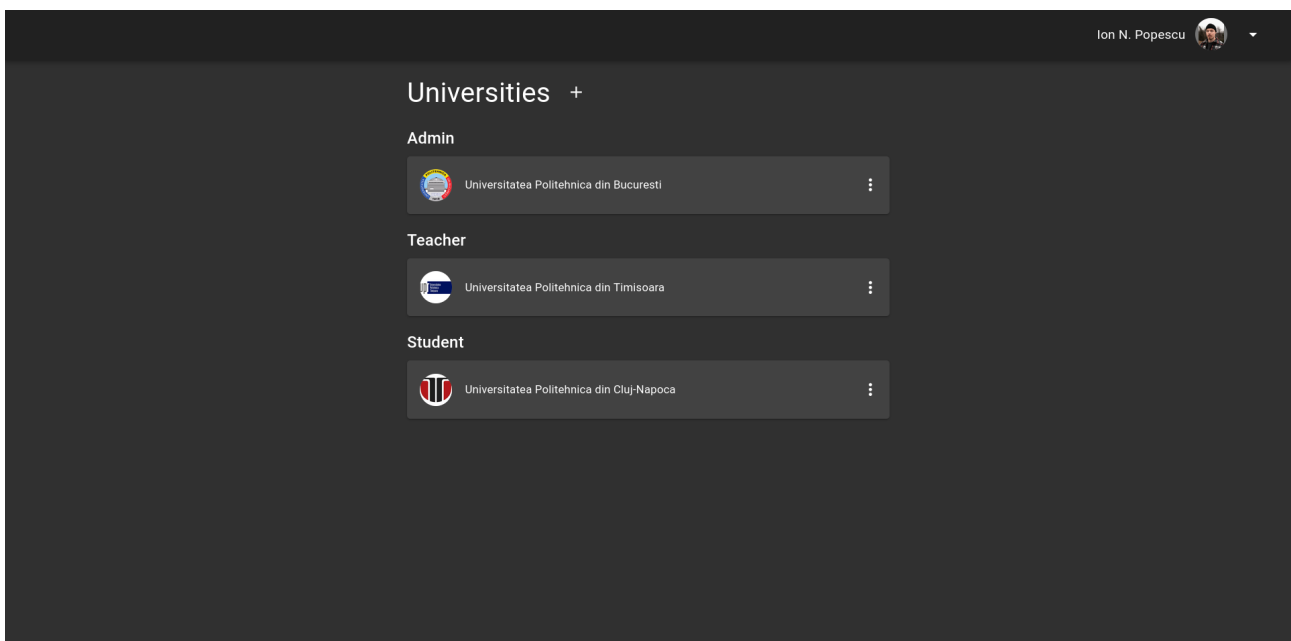 Ion N. Popescu
Universities +
Admin
Universitatea Politehnica din Bucuresti
Teacher
Universitatea Politehnica din Timisoara
Student
Universitatea Politehnica din Cluj-Napoca